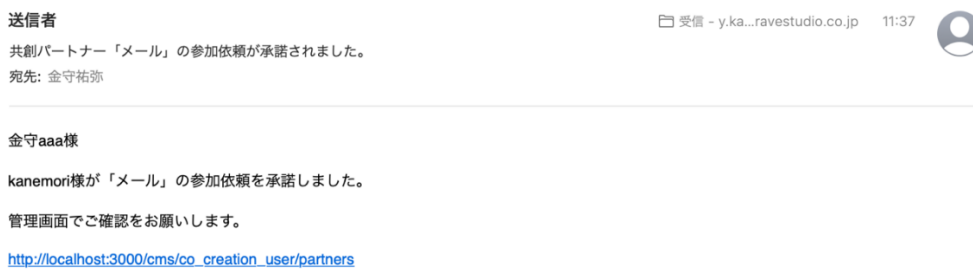 送信者
受信 - y.ka...ravestudio.co.jp 11:37
共創パートナー「メール」の参加依頼が承諾されました。
宛先: 金守祐弥
金守aaa様
kanemori様が「メール」の参加依頼を承諾しました。
管理画面でご確認をお願いします。
http://localhost:3000/cms/co_creation_user/partners